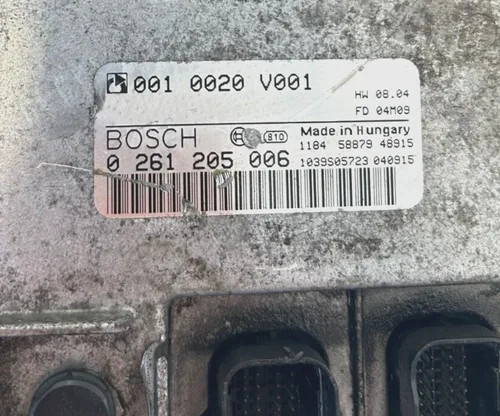 001 0020 V001
HW 08.04
FD 04M09
BOSCH
810
Made in Hungary
0 261 205 006
1184 58879 48915
1039S05723 040915